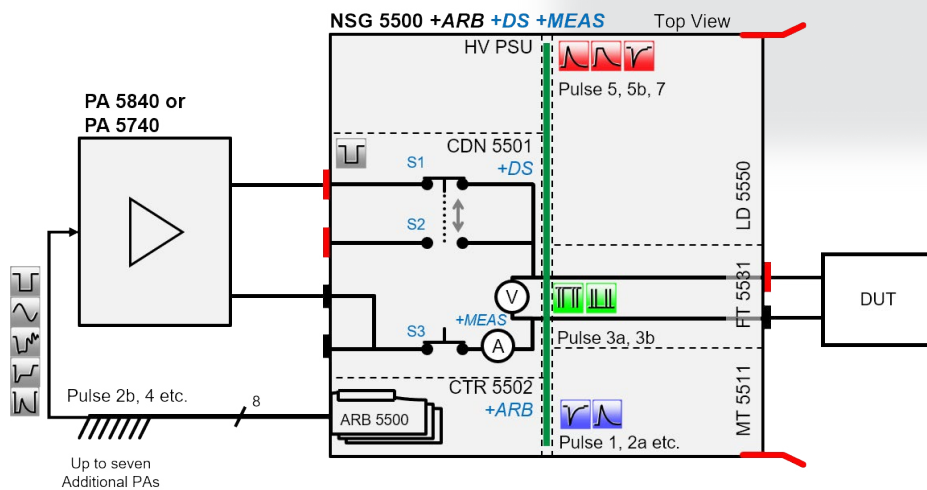 NSG 5500 +ARB +DS +MEAS
Top View
HV PSU
Pulse 5, 5b, 7
PA 5840 or
PA 5740
CDN 5501
+DS
S1
S2
LD 5550
V
FT 5531
DUT
+MEAS
S3
A
Pulse 3a, 3b
Pulse 2b, 4 etc.
8
CTR 5502
+ARB
ARB 5500
MT 5511
Pulse 1, 2a etc.
Up to seven
Additional PAs